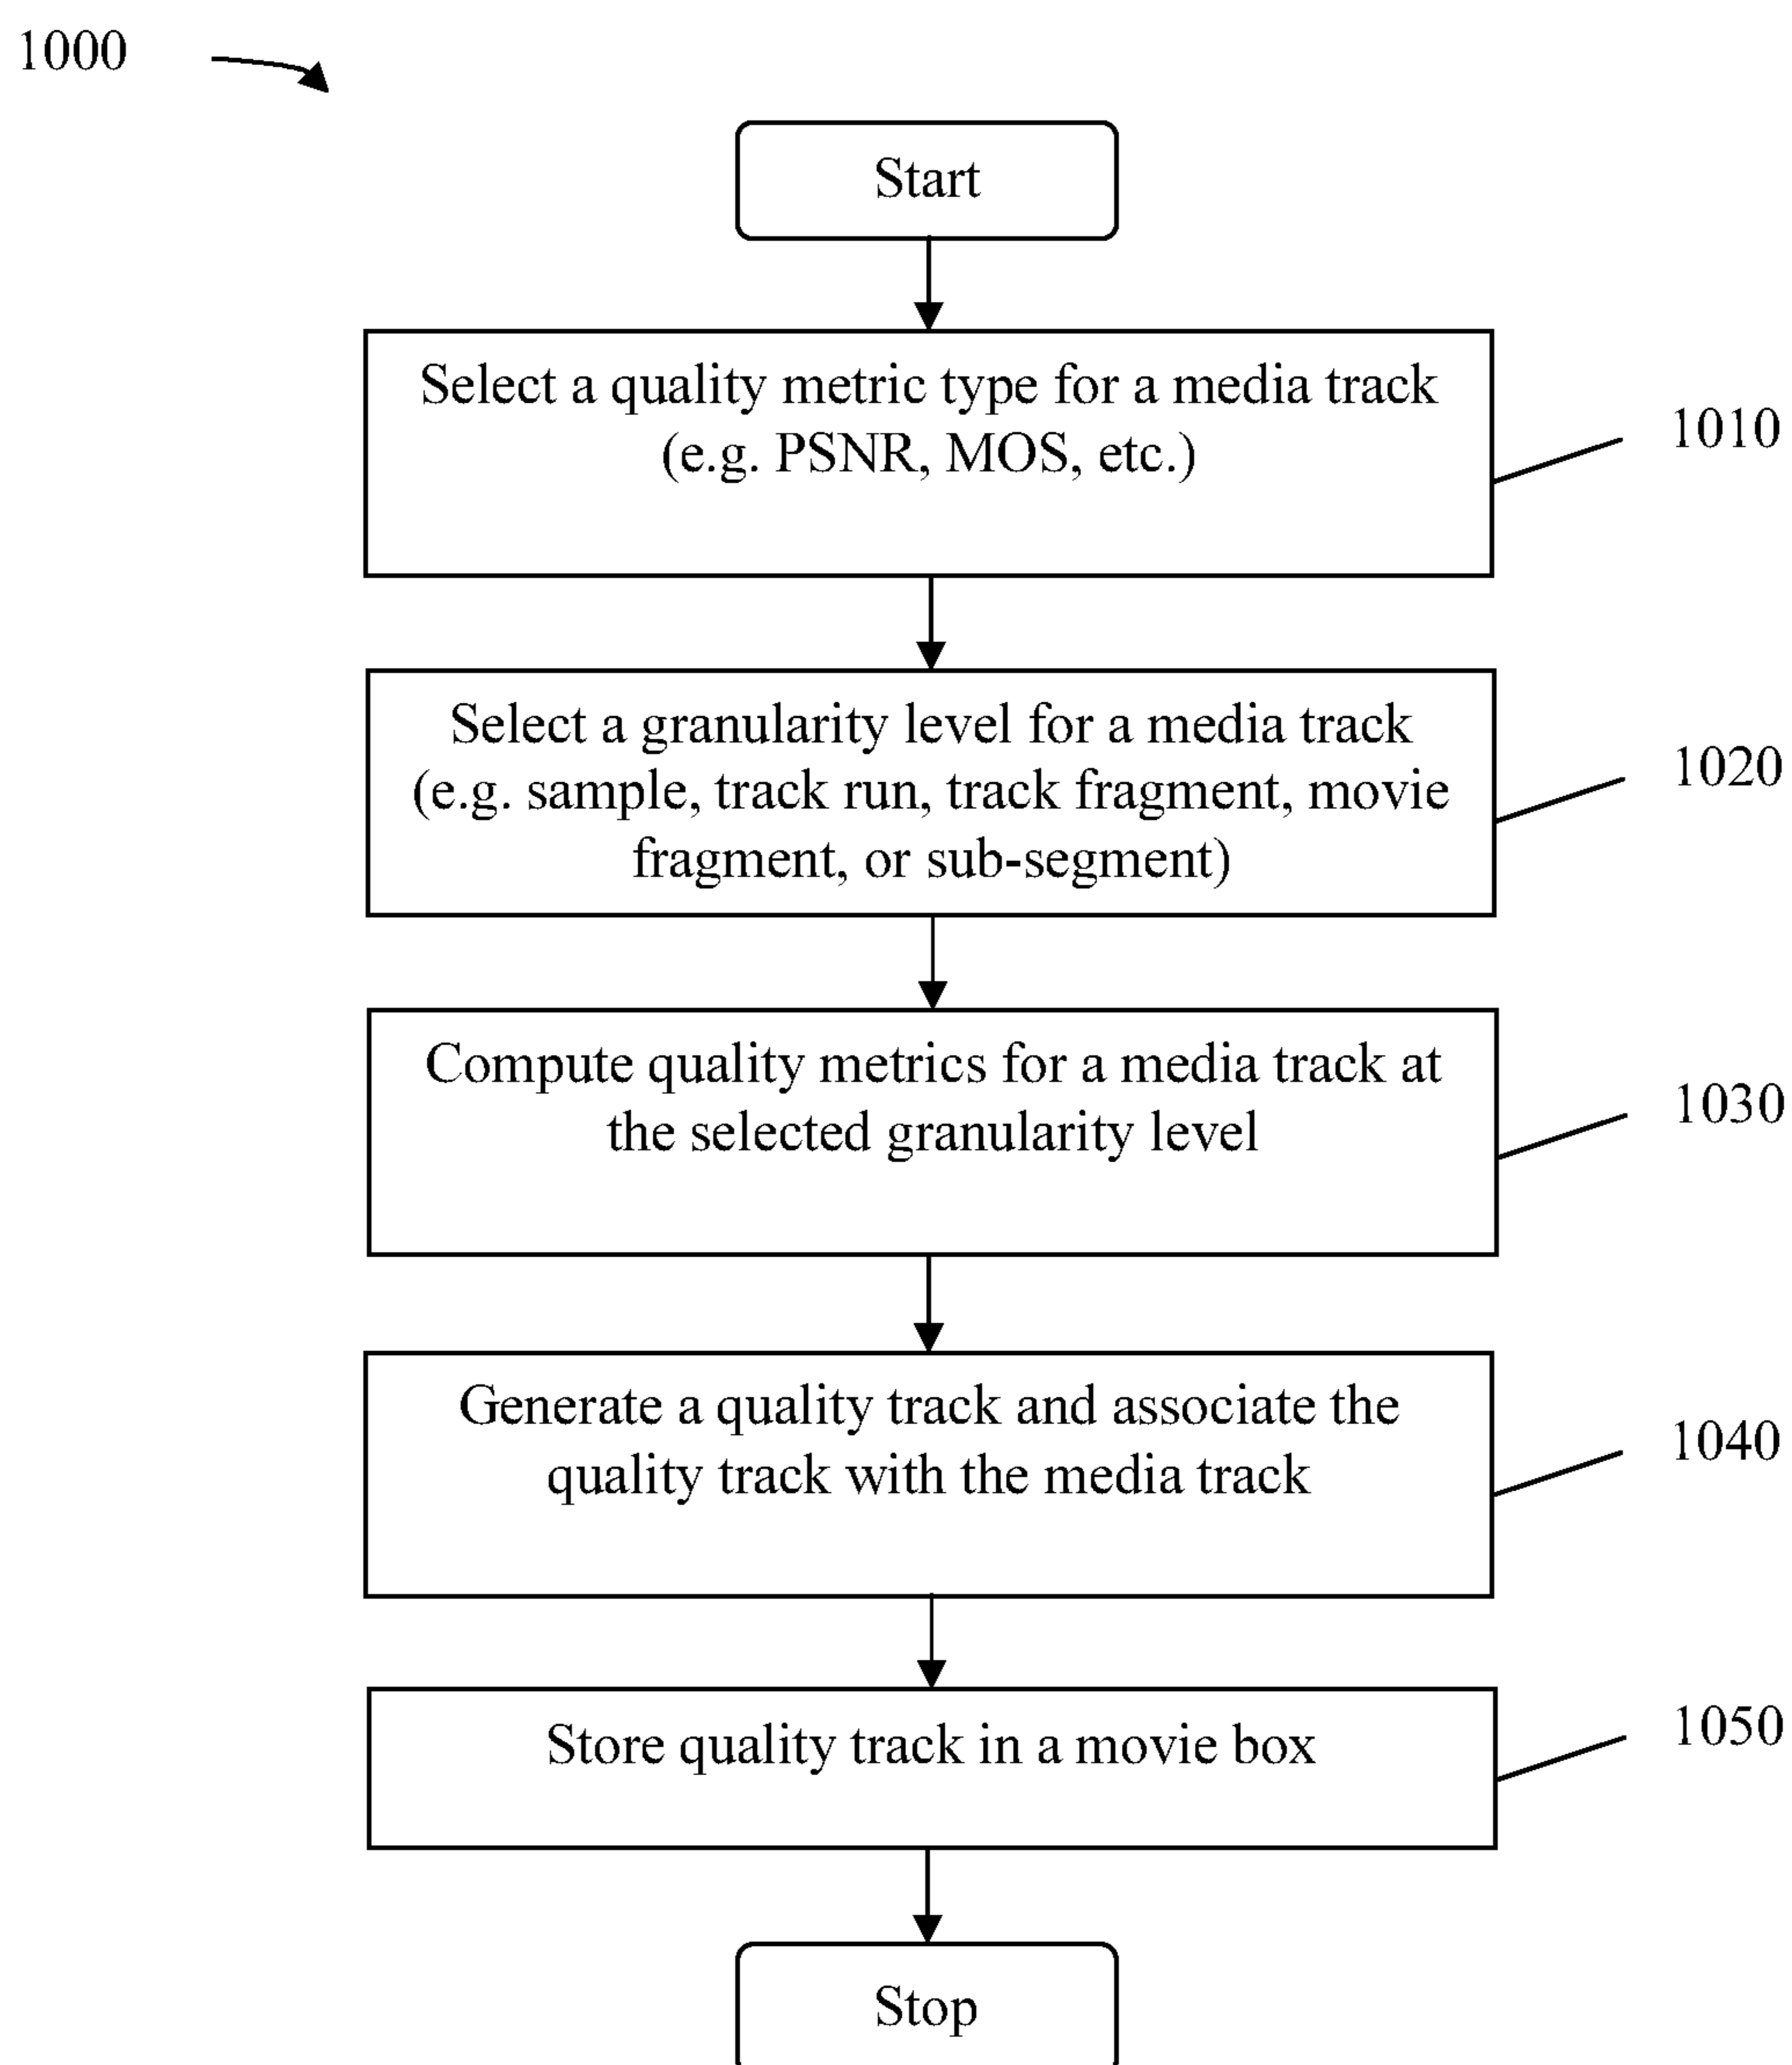 1000
Start
Select a quality metric type for a media track
(e.g. PSNR, MOS, etc.)
1010
Select a granularity level for a media track
(e.g. sample, track run, track fragment, movie
fragment, or sub-segment)
1020
Compute quality metrics for a media track at
the selected granularity level
1030
Generate a quality track and associate the
quality track with the media track
1040
Store quality track in a movie box
1050
Stop